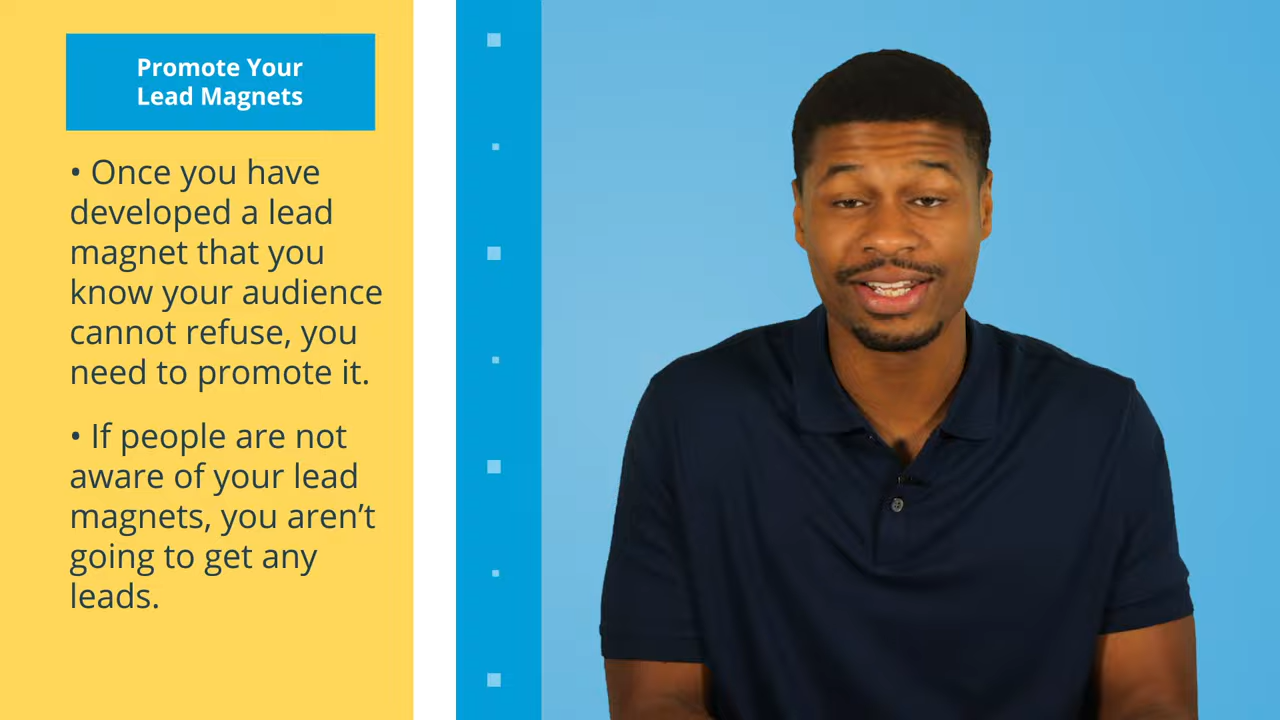 Promote Your
Lead Magnets
• Once you have
developed a lead
magnet that you
know your audience
cannot refuse, you
need to promote it.
• If people are not
aware of your lead
magnets, you aren’t
going to get any
leads.